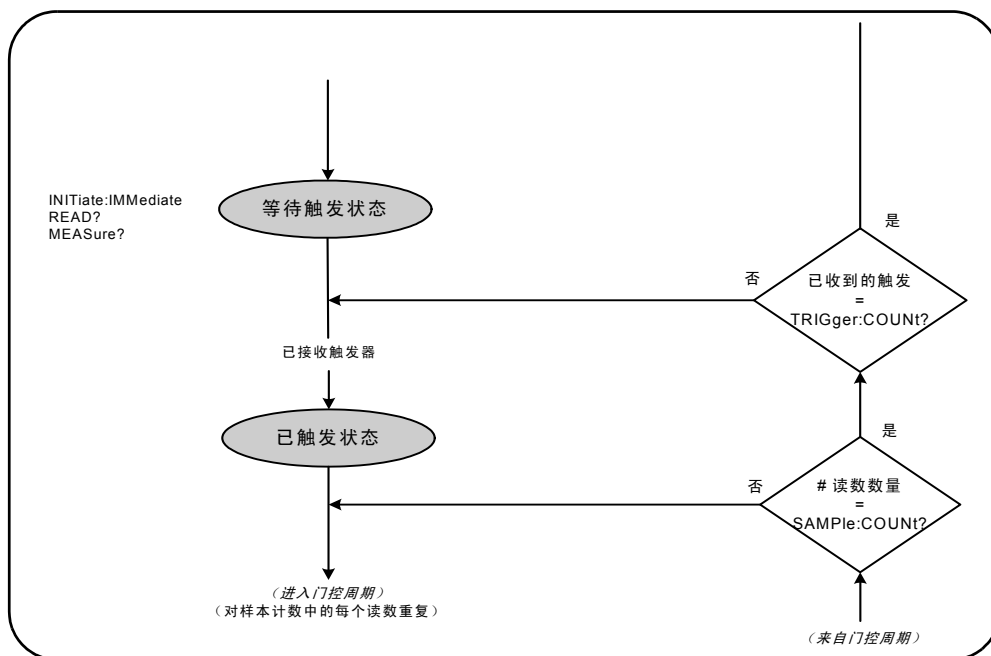 INITiate:IMMediate
READ?
MEASure?
等待触发状态
是
否
已收到的触发
=
TRIGger:COUNt?
已接收触发器
已触发状态
是
否
# 读数数量
=
SAMPle:COUNt?
（进入门控周期）
（对样本计数中的每个读数重复）
（来自门控周期）